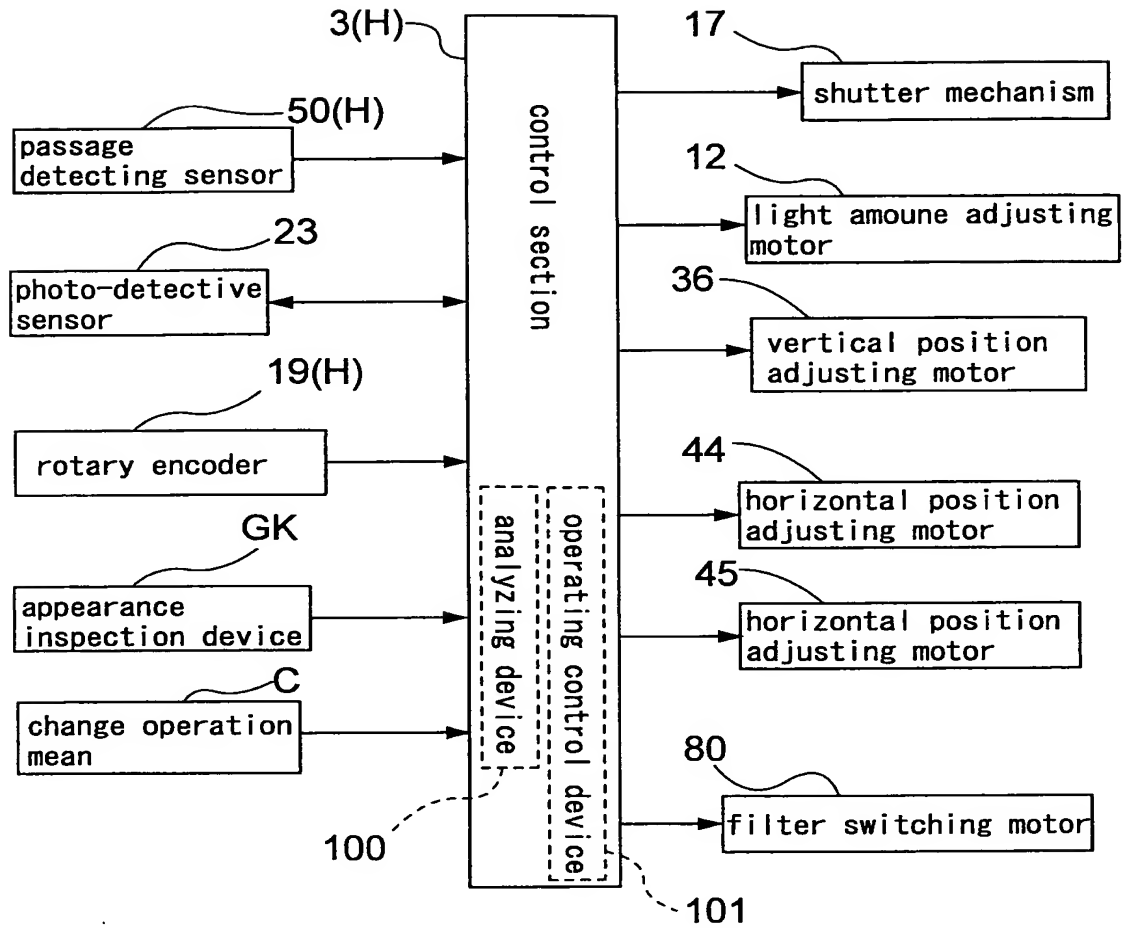 3(H)
control section
analyzing device
operating control device
100
101
50(H)
passage
detecting sensor
23
photo-detective
sensor
19(H)
rotary encoder
GK
appearance
inspection device
C
change operation
mean
17
shutter mechanism
12
light amoune adjusting
motor
36
vertical position
adjusting motor
44
horizontal position
adjusting motor
45
horizontal position
adjusting motor
80
filter switching motor